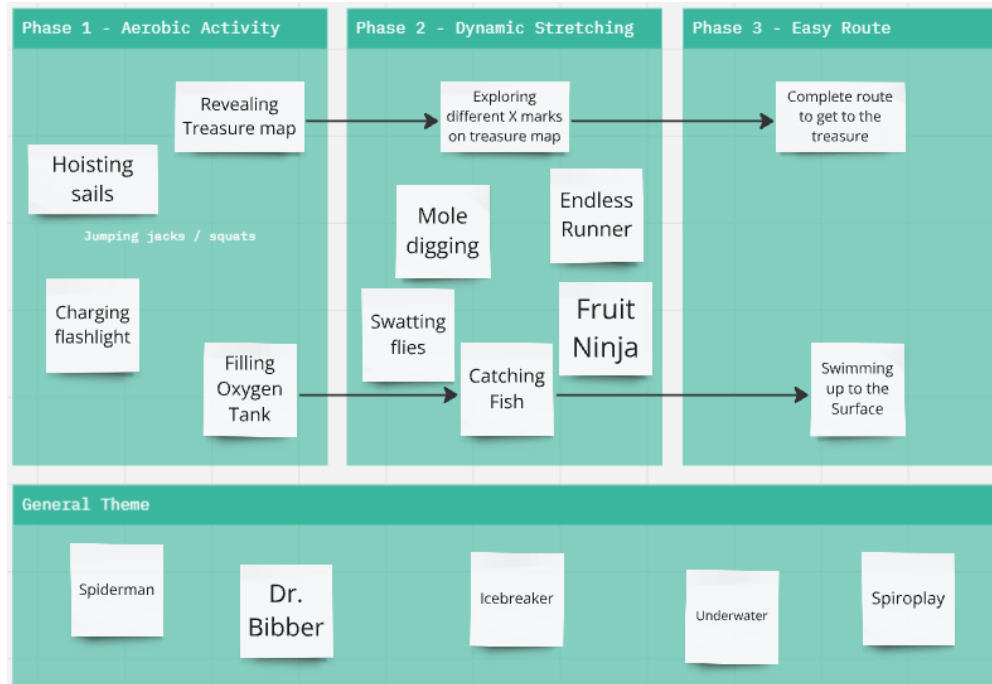 Phase 1 - Aerobic Activity
Revealing
Treasure map
Hoisting
sails
Jumping jacks / squats
Charging
flashlight
Filling
Oxygen
Tank
Phase 2 - Dynamic Stretching
Exploring
different X marks
on treasure map
Endless
Runner
Mole
digging
Swatting
flies
Fruit
Ninja
Catching
Fish
Phase 3 - Easy Route
Complete route
to get to the
treasure
Swimming
up to the
Surface
General Theme
Spiderman
Dr.
Bibber
Icebreaker
Underwater
Spiroplay